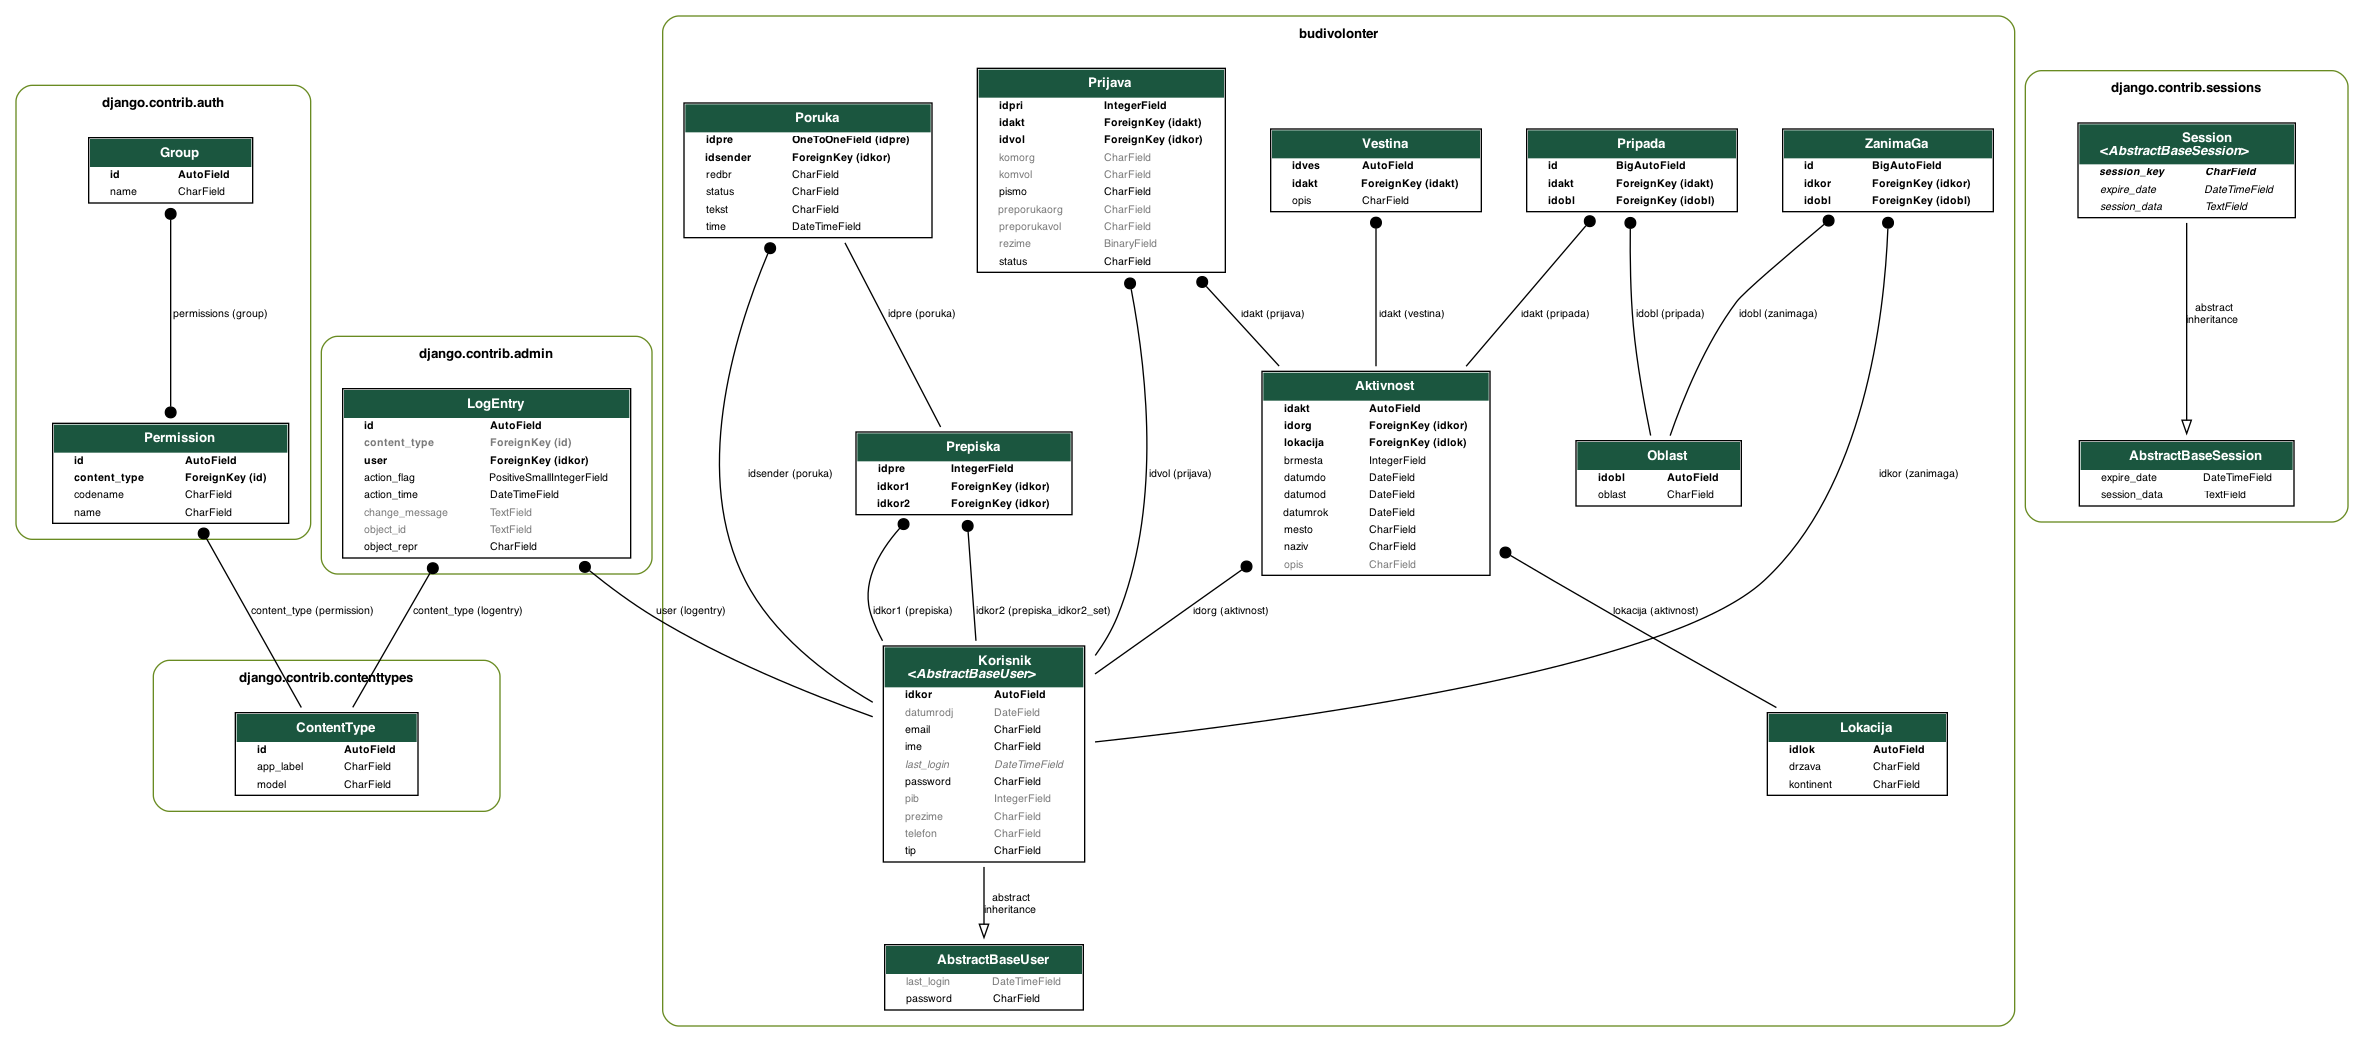 django.contrib.auth
Group
id AutoField
name CharField
permissions (group)
Permission
id AutoField
content_type ForeignKey (id)
codename CharField
name CharField
content_type (permission)
django.contrib.admin
LogEntry
id AutoField
content_type ForeignKey (id)
user ForeignKey (idkor)
action_flag PositiveSmallIntegerField
action_time DateTimeField
change_message TextField
object_id TextField
object_repr CharField
content_type (logentry)
user (logentry)
django.contrib.contenttypes
ContentType
id AutoField
app_label CharField
model CharField
budivolonter
Poruka
idpre OneToOneField (idpre)
idsender ForeignKey (idkor)
redbr CharField
status CharField
tekst CharField
time DateTimeField
Prijava
idpri IntegerField
idakt ForeignKey (idakt)
idvol ForeignKey (idkor)
komorg CharField
komvol CharField
pismo CharField
preporukaorg CharField
preporukavol CharField
rezime BinaryField
status CharField
Vestina
idves AutoField
idakt ForeignKey (idakt)
opis CharField
Pripada
id BigAutoField
idakt ForeignKey (idakt)
idobl ForeignKey (idobl)
ZanimaGa
id BigAutoField
idkor ForeignKey (idkor)
idobl ForeignKey (idobl)
idpre (poruka)
idakt (prijava)
idakt (vestina)
idakt (pripada)
idobl (pripada)
idobl (zanimaga)
idsender (poruka)
Prepiska
idpre IntegerField
idkor1 ForeignKey (idkor)
idkor2 ForeignKey (idkor)
idvol (prijava)
Aktivnost
idakt AutoField
idorg ForeignKey (idkor)
lokacija ForeignKey (idlok)
brmesta IntegerField
datumdo DateField
datumod DateField
datumrok DateField
mesto CharField
naziv CharField
opis CharField
Oblast
idobl AutoField
oblast CharField
idkor (zanimaga)
idkor1 (prepiska)
idkor2 (prepiska_idkor2_set)
idorg (aktivnost)
lokacija (aktivnost)
Korisnik
<AbstractBaseUser>
idkor AutoField
datumrodj DateField
email CharField
ime CharField
last_login DateTimeField
password CharField
pib IntegerField
prezime CharField
telefon CharField
tip CharField
Lokacija
idlok AutoField
drzava CharField
kontinent CharField
abstract
inheritance
AbstractBaseUser
last_login DateTimeField
password CharField
django.contrib.sessions
Session
<AbstractBaseSession>
session_key CharField
expire_date DateTimeField
session_data TextField
abstract
inheritance
AbstractBaseSession
expire_date DateTimeField
session_data TextField